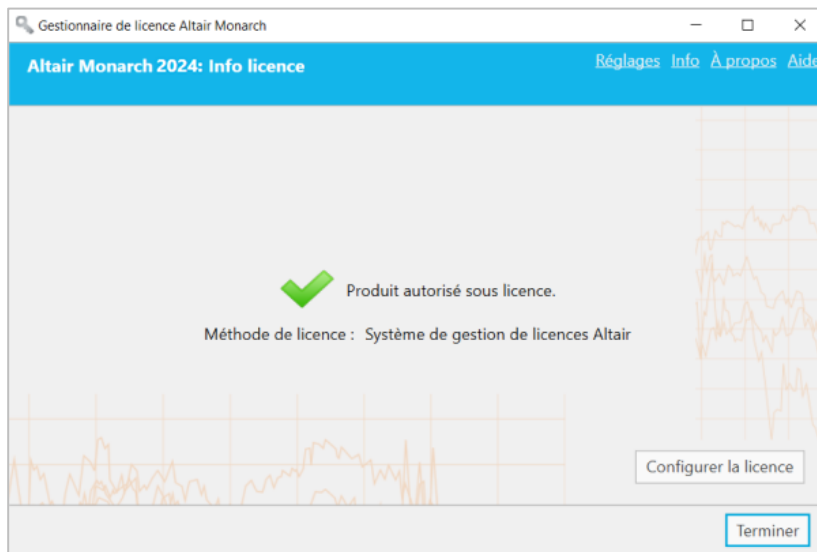 Gestionnaire de licence Altair Monarch
Altair Monarch 2024: Info licence
Réglages Info À propos Aide
Produit autorisé sous licence.
Méthode de licence : Système de gestion de licences Altair
Configurer la licence
Terminer